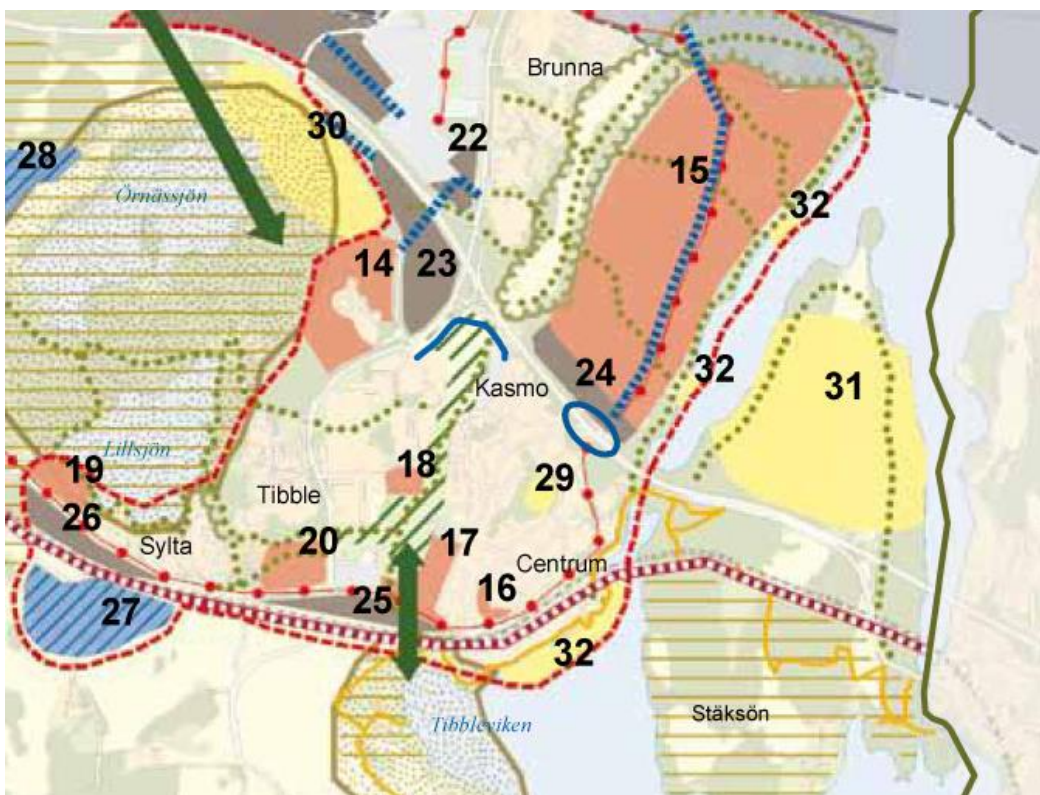 Brunna
30
22
28
15
Örnässjön
32
14
23
24
32
31
Kasmo
Lillsjön
19
18
29
Tibble
26
Sylta
20
17
Centrum
25
16
27
32
Stäksön
Tibbleviken